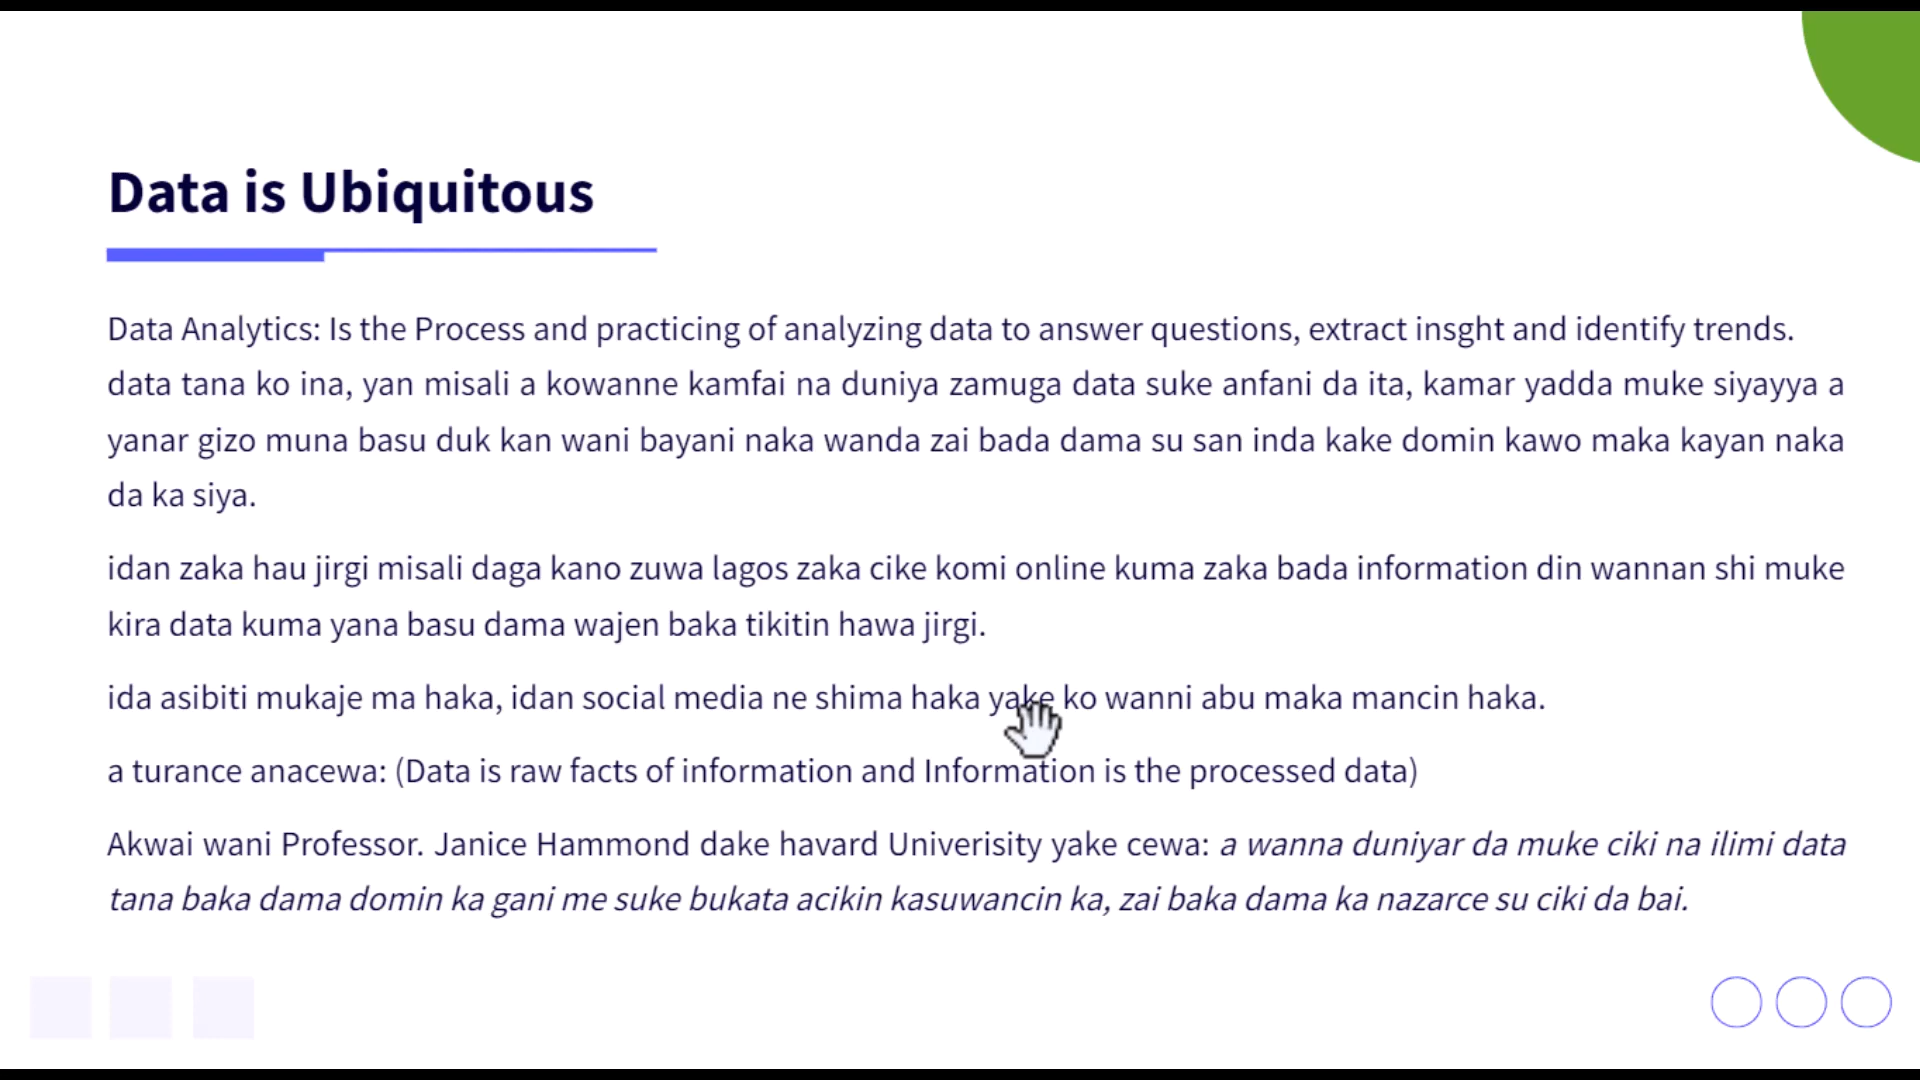 Data is Ubiquitous
Data Analytics: Is the Process and practicing of analyzing data to answer questions, extract insght and identify trends.
data tana ko ina, yan misali a kowanne kamfai na duniya zamuga data suke anfani da ita, kamar yadda muke siyayya a
yanar gizo muna basu duk kan wani bayani naka wanda zai bada dama su san inda kake domin kawo maka kayan naka
da ka siya.
idan zaka hau jirgi misali daga kano zuwa lagos zaka cike komi online kuma zaka bada information din wannan shi muke
kira data kuma yana basu dama wajen baka tikitin hawa jirgi.
ida asibiti mukaje ma haka, idan social media ne shima haka yake ko wanni abu maka mancin haka.
a turance anacewa: (Data is raw facts of information and Information is the processed data)
Akwai wani Professor. Janice Hammond dake havard Univerisity yake cewa: a wanna duniyar da muke ciki na ilimi data
tana baka dama domin ka gani me suke bukata acikin kasuwancin ka, zai baka dama ka nazarce su ciki da bai.